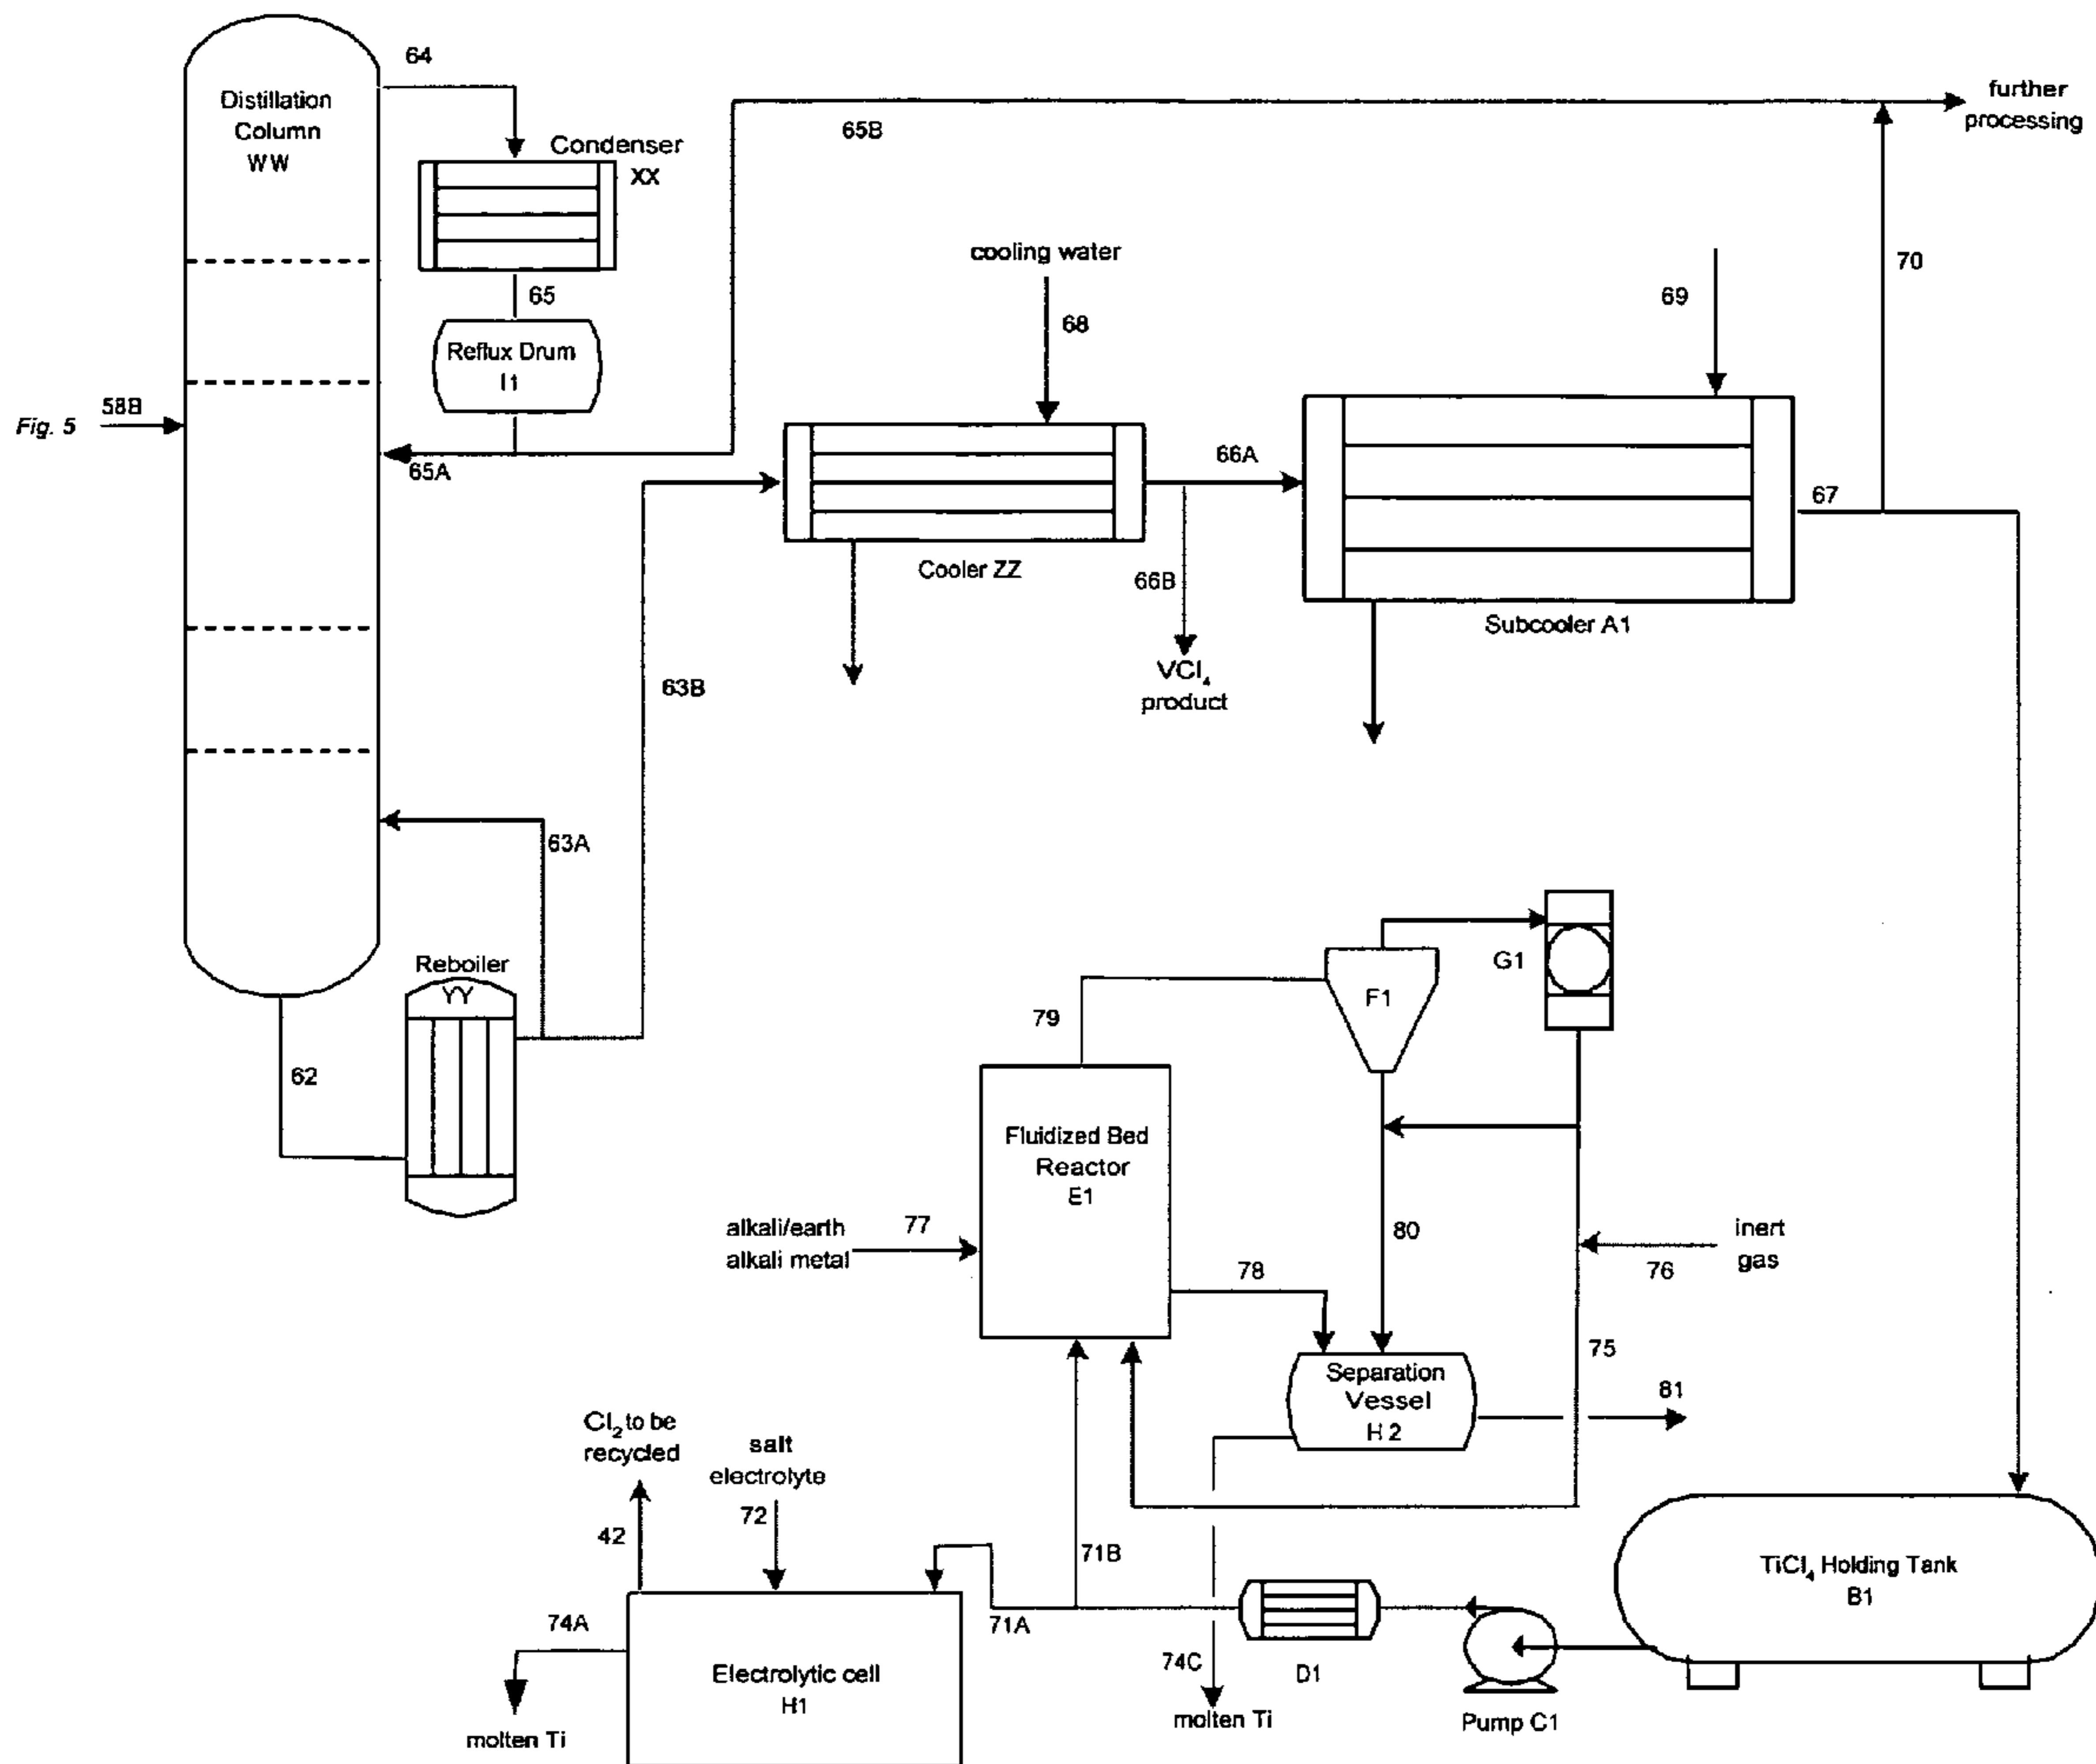 64
Distillation
Column
WW
Condenser
XX
65B
further
processing
cooling water
68
69
70
65
Reflux Drum
I1
Fig. 5
58B
65A
66A
67
Cooler ZZ
66B
Subcooler A1
VCl₄
product
63B
63A
Reboiler
YY
62
79
F1
G1
Fluidized Bed
Reactor
E1
alkali/earth
alkali metal
77
78
80
inert
gas
76
75
Separation
Vessel
H2
81
Cl₂ to be
recycled
salt
electrolyte
42
72
71B
71A
74A
Electrolytic cell
H1
molten Ti
74C
molten Ti
D1
Pump C1
TiCl₄ Holding Tank
B1